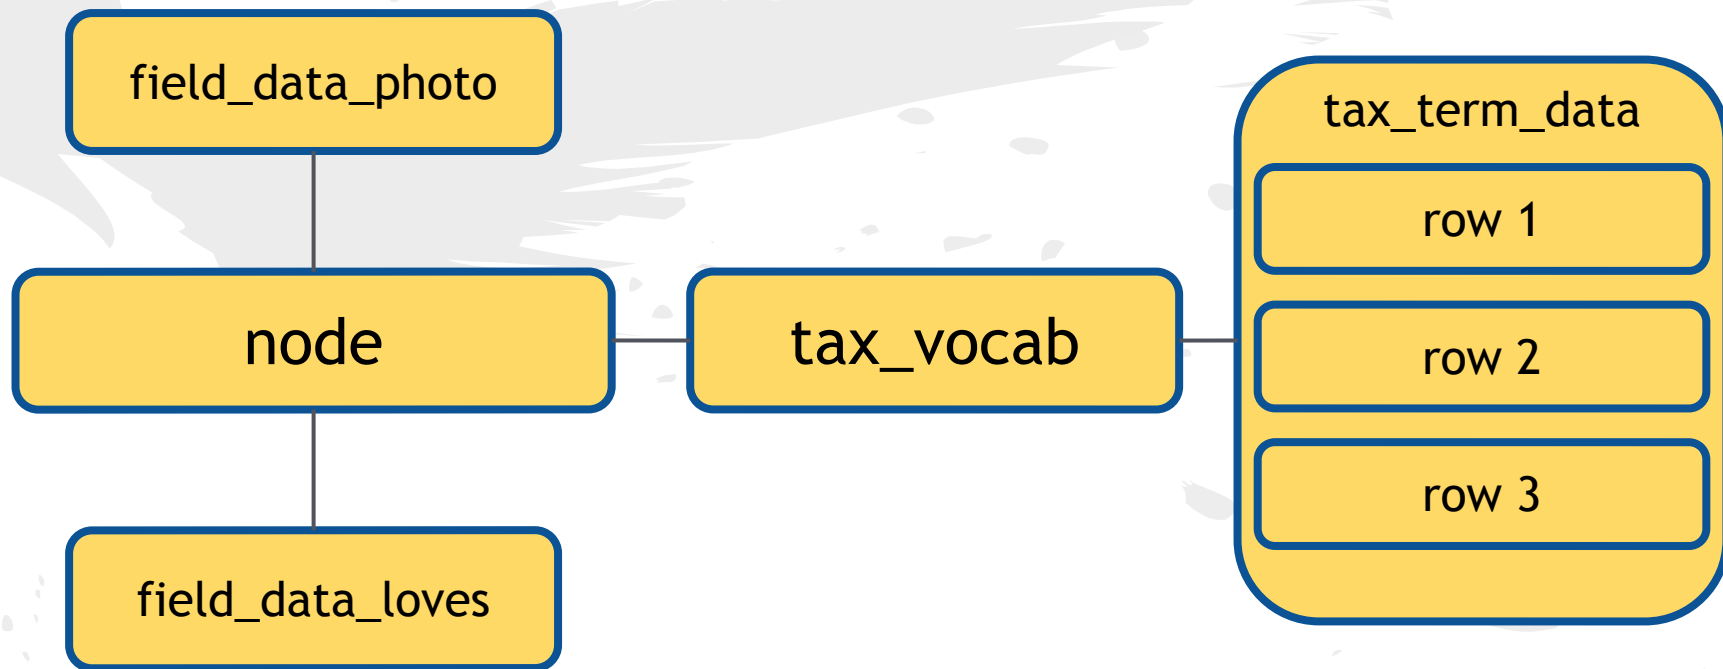 field_data_photo
tax_term_data
row 1
node
tax_vocab
row 2
row 3
field_data_loves